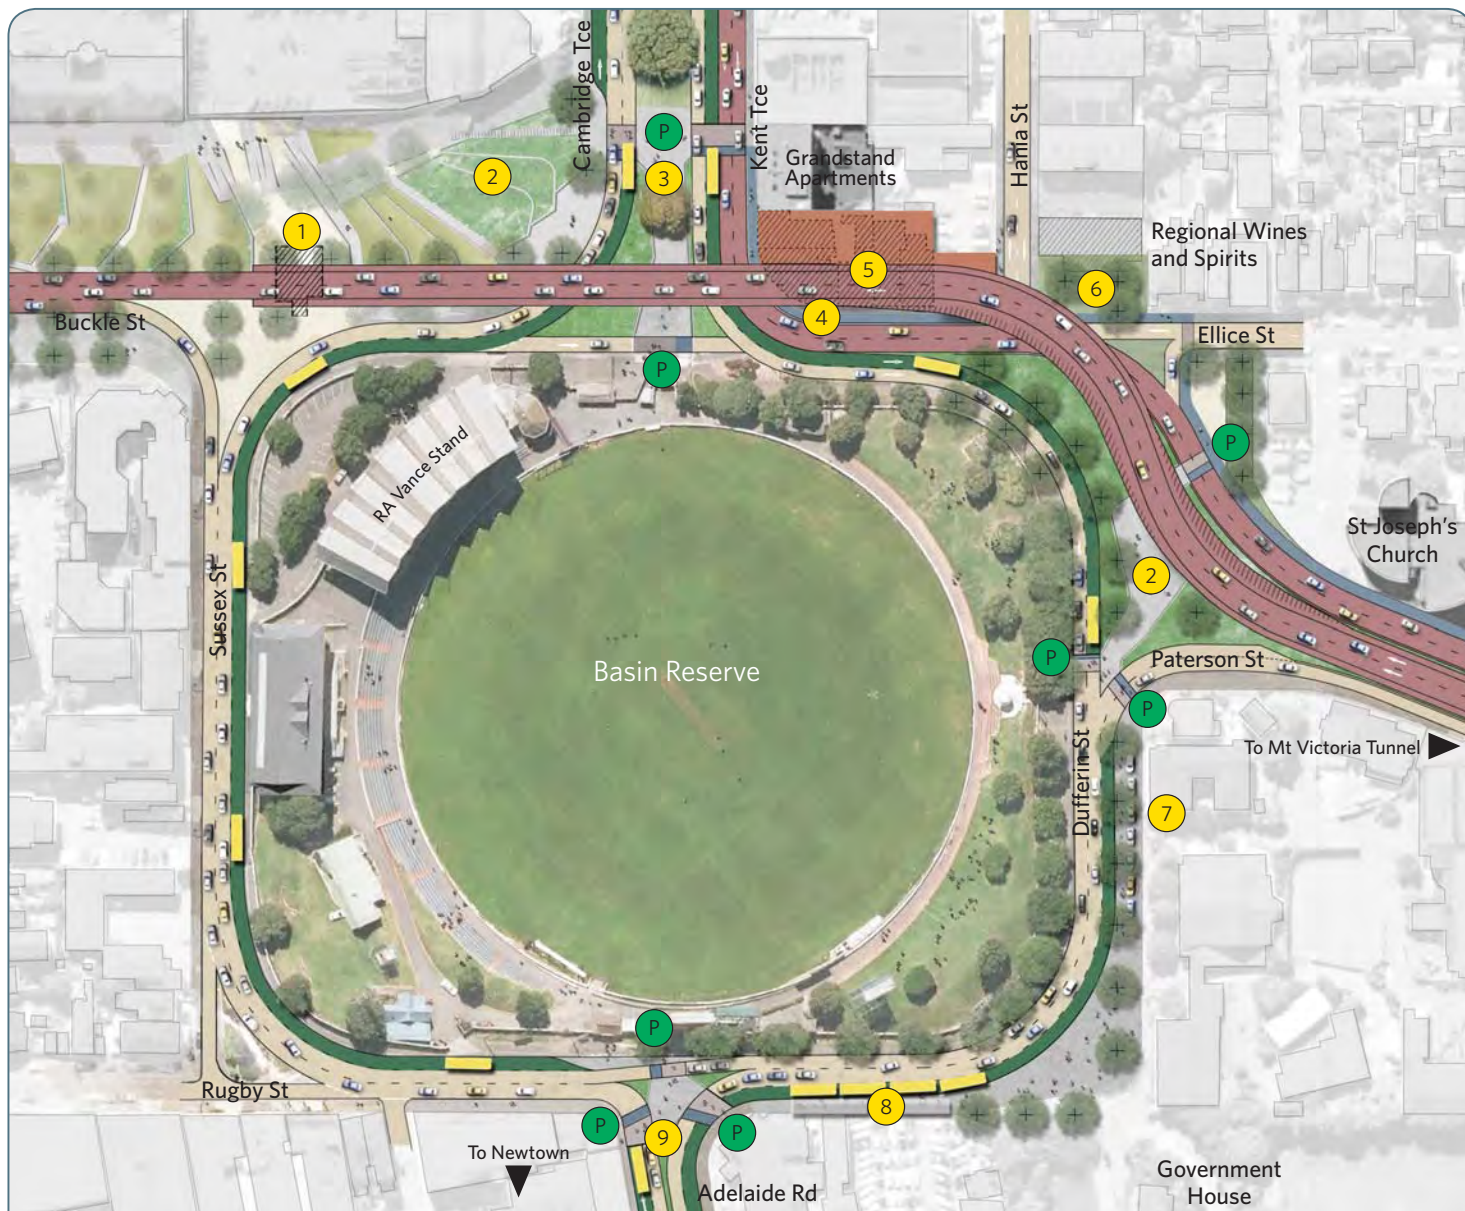 Cambridge Tce
Kent Tce
Hania St
P
Grandstand
Apartments
2
3
1
Regional Wines
and Spirits
5
6
4
Buckle St
Ellice St
P
P
RA Vance Stand
St Joseph's
Church
2
Sussex St
P
Paterson St
Basin Reserve
P
To Mt Victoria Tunnel
Dufferin St
7
P
Rugby St
8
P
9
P
To Newtown
Adelaide Rd
Government
House